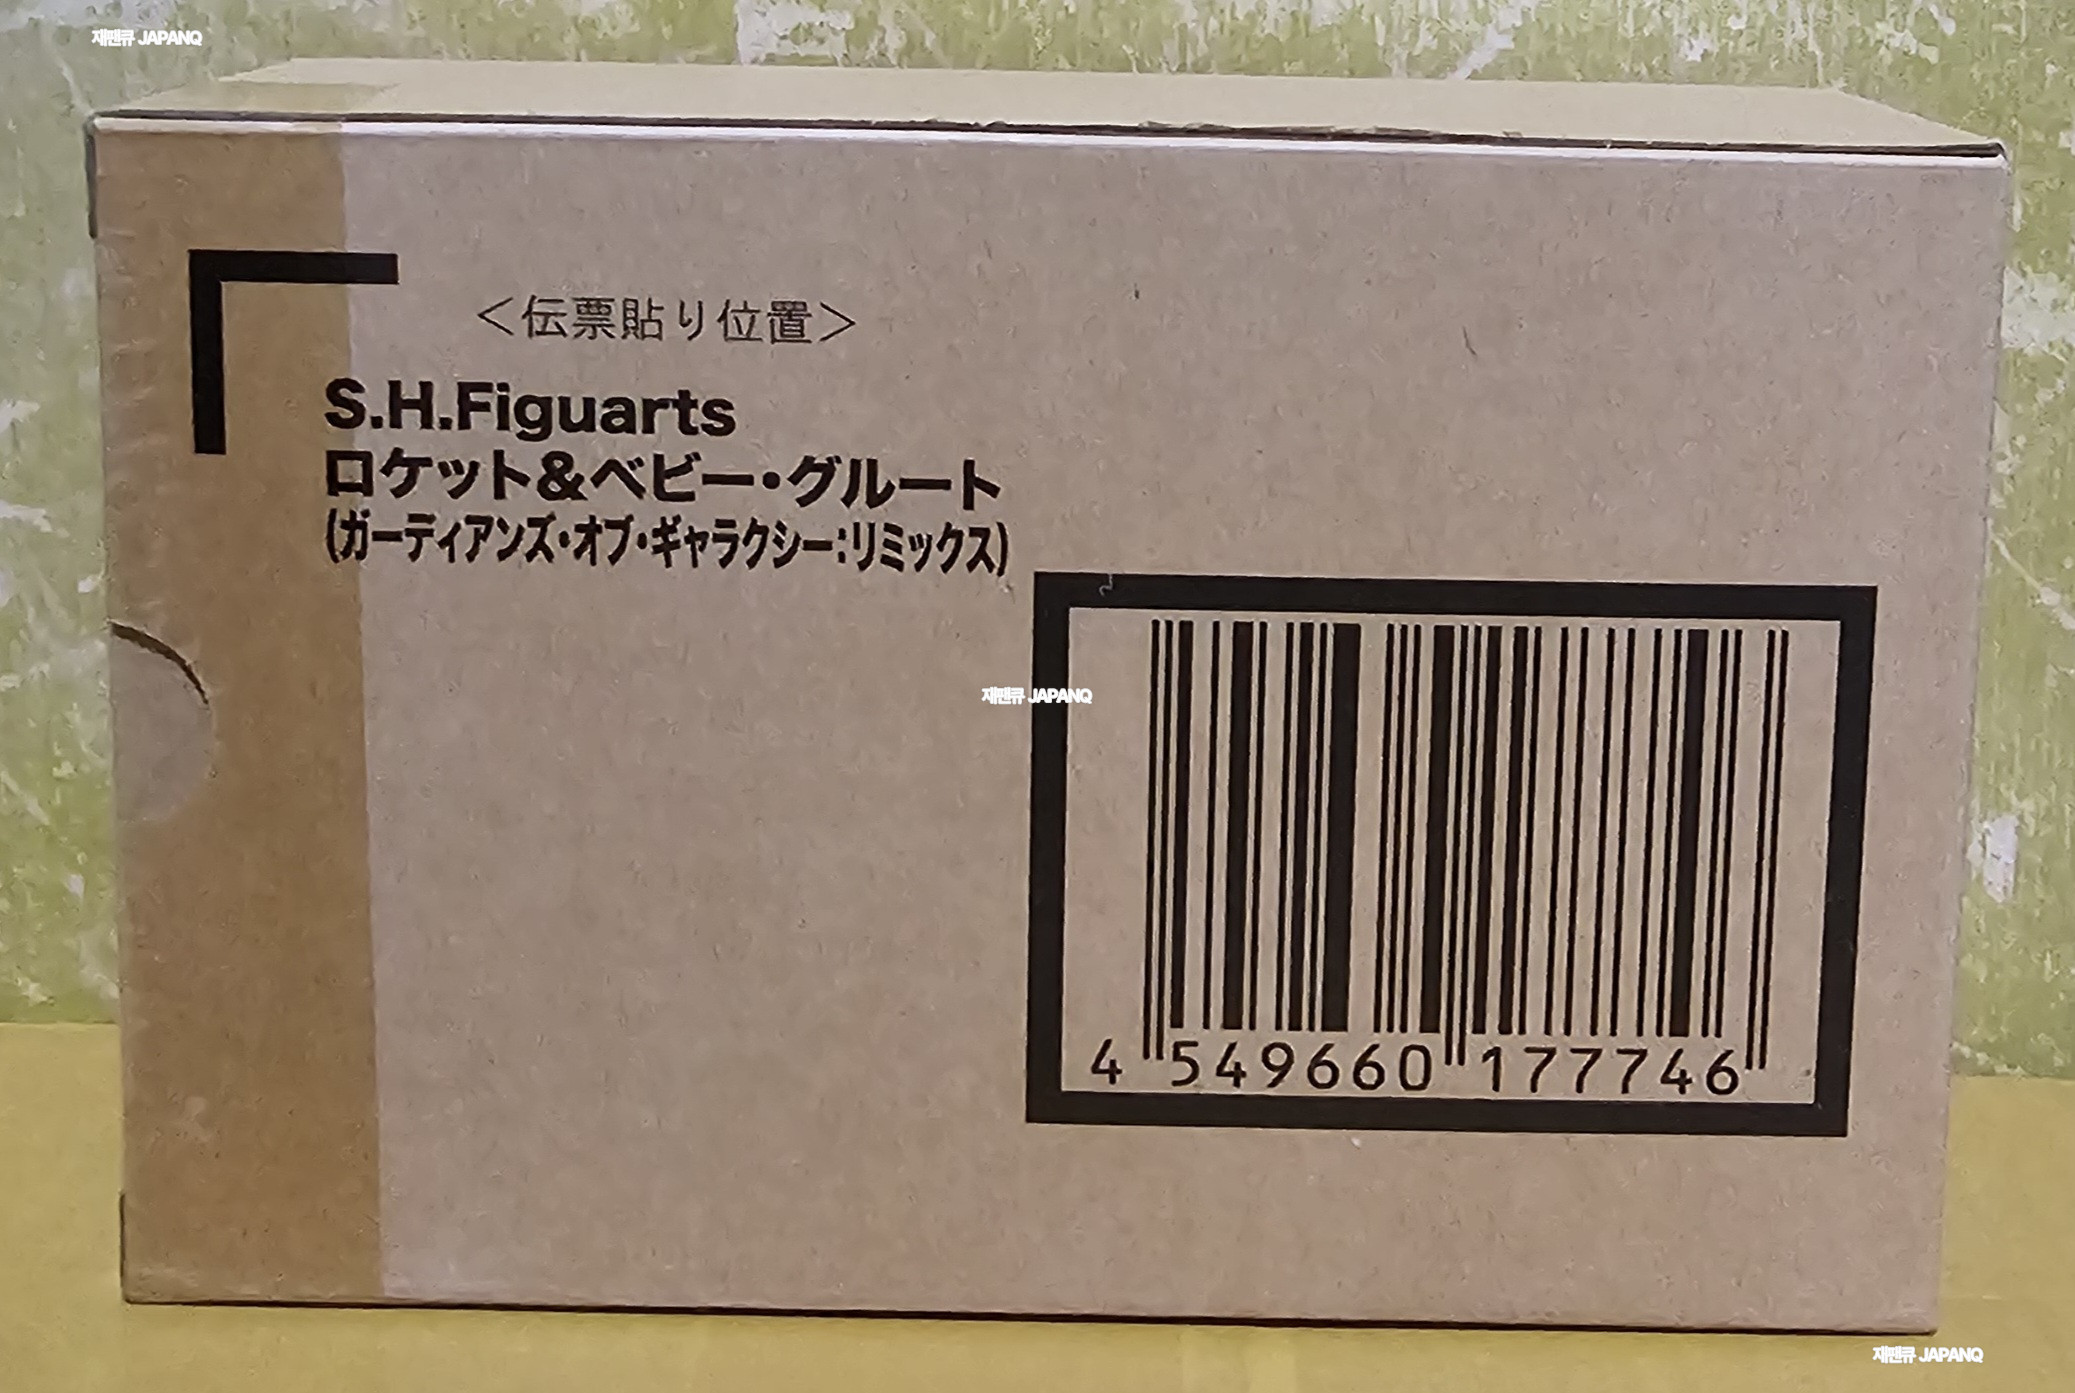 재팬큐 JAPANQ
<伝票貼り位置>
S.H.Figuarts
ロケット&ベビー・グルート
(ガーディアンズ・オブ・ギャラクシー:リミックス)
재팬큐 JAPANQ
4 549660 177746
재팬큐 JAPANQ